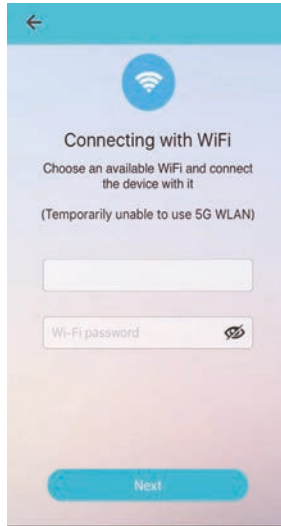 Connecting with WiFi
Choose an available WiFi and connect
the device with it
(Temporarily unable to use 5G WLAN)
Wi-Fi password
Next